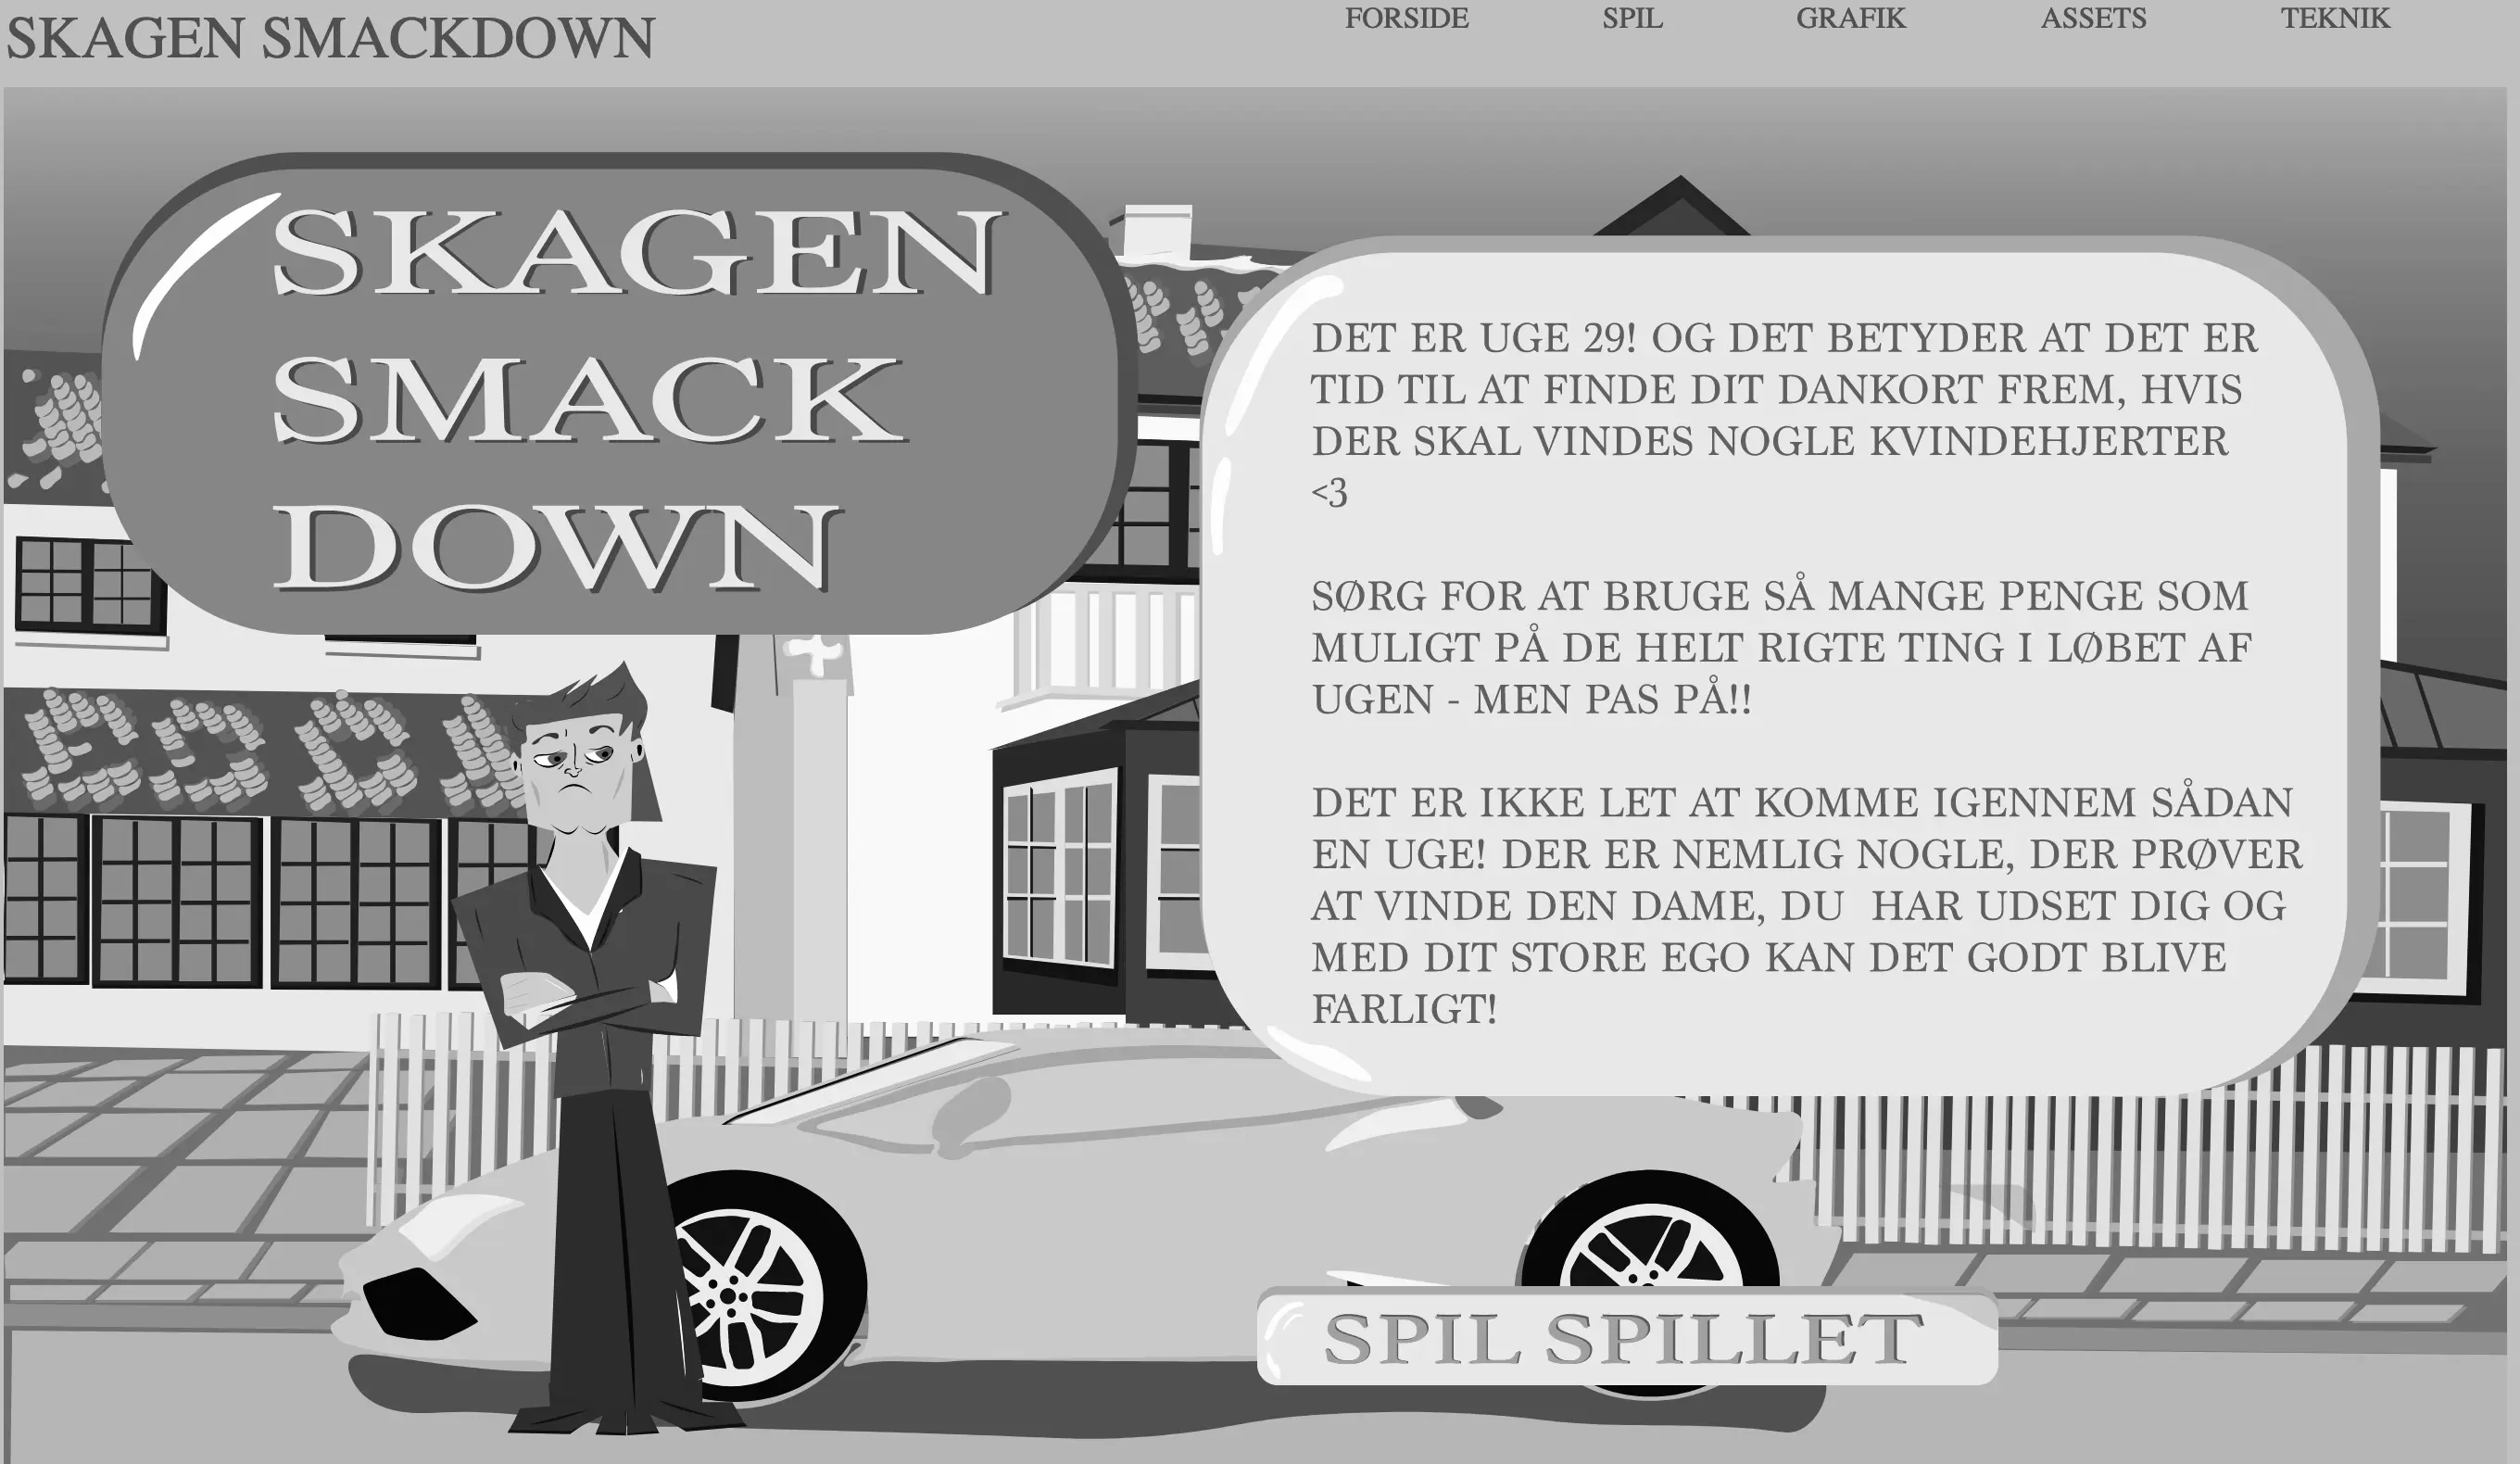 SKAGEN SMACKDOWN
FORSIDE SPIL GRAFIK ASSETS TEKNIK
SKAGEN
SMACK
DOWN
DET ER UGE 29! OG DET BETYDER AT DET ER
TID TIL AT FINDE DIT DANKORT FREM, HVIS
DER SKAL VINDES NOGLE KVINDEHJERTER
<3
SØRG FOR AT BRUGE SÅ MANGE PENGE SOM
MULIGT PÅ DE HELT RIGTE TING I LØBET AF
UGEN - MEN PAS PÅ!!
DET ER IKKE LET AT KOMME IGENNEM SÅDAN
EN UGE! DER ER NEMLIG NOGLE, DER PRØVER
AT VINDE DEN DAME, DU  HAR UDSET DIG OG
MED DIT STORE EGO KAN DET GODT BLIVE
FARLIGT!
SPIL SPILLET